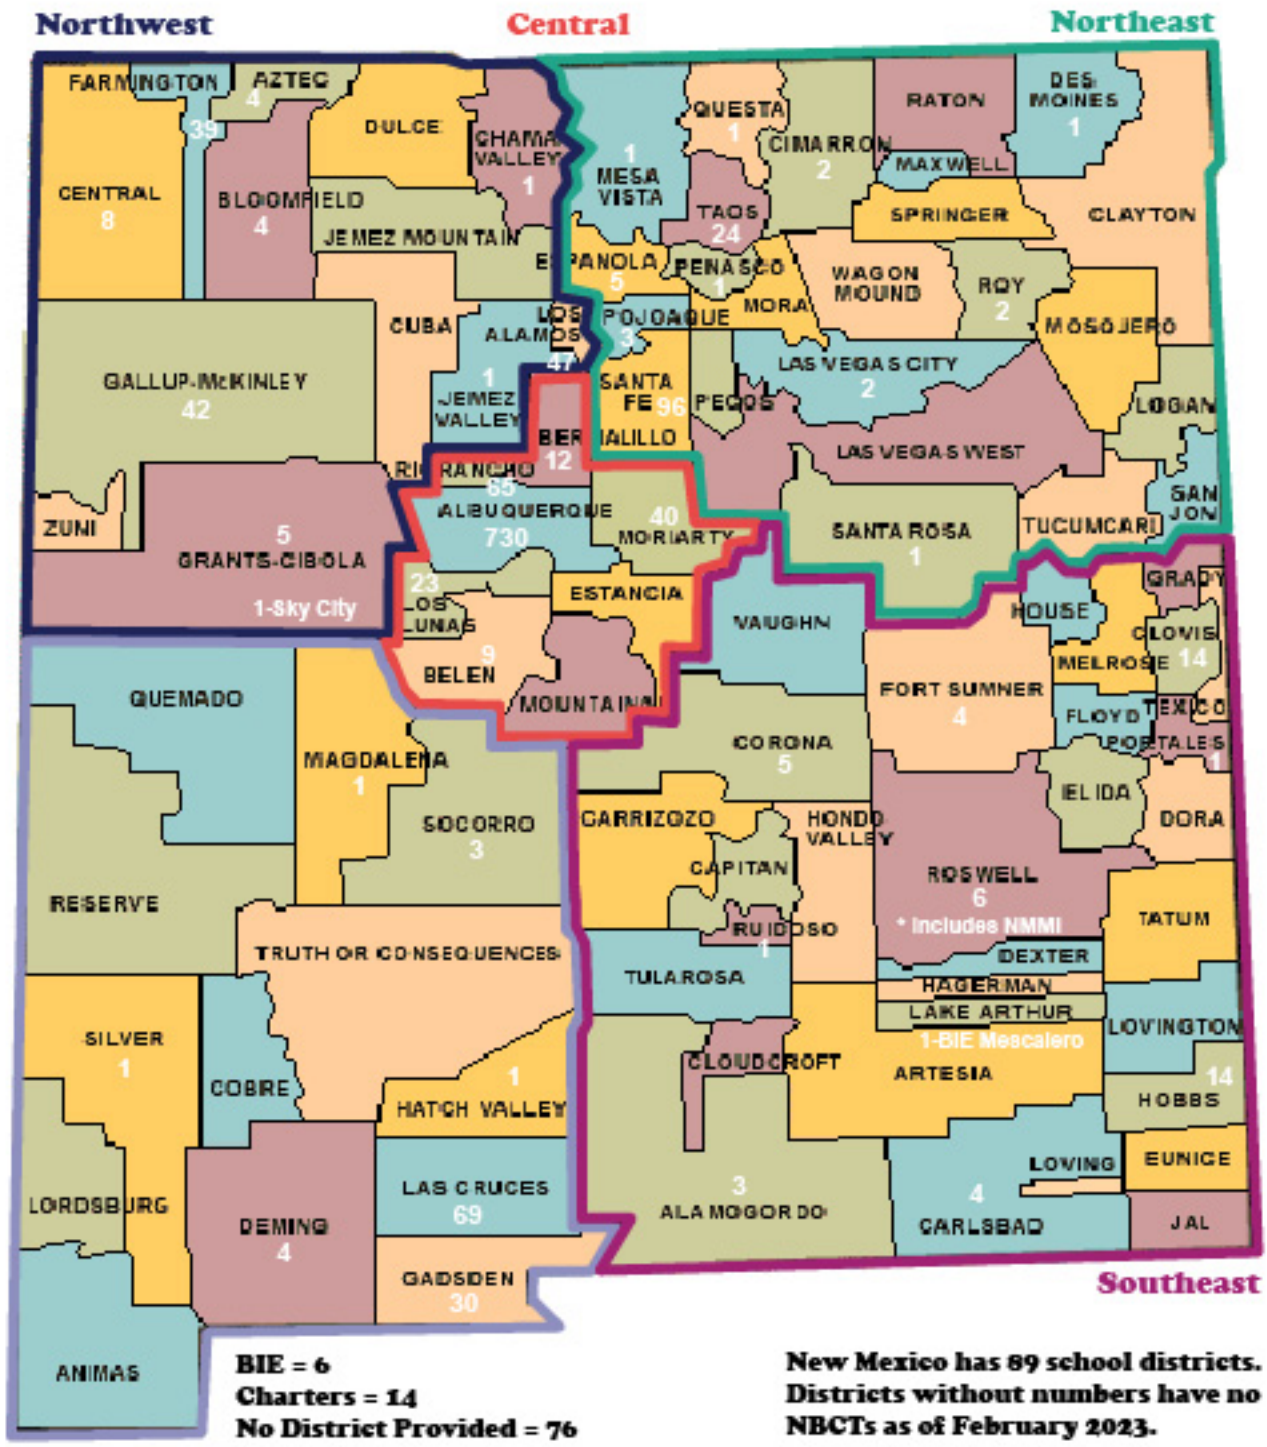 Northwest
Central
Northeast
FARMINGTON
39
AZTEC
4
DULCE
CHAMA
VALLEY
1
CENTRAL
8
BLOOMFIELD
4
JEMEZ MOUNTAIN
CUBA
LOS
ALAMOS
47
1
JEMEZ
VALLEY
GALLUP-McKINLEY
42
ZUNI
5
GRANTS-CIBOLA
1-Sky City
1
MESA
VISTA
QUESTA
1
CIMARRON
2
RATON
DES
MOINES
1
MAXWELL
TAOS
24
SPRINGER
CLAYTON
ESPANOLA
5
PENASCO
1
MORA
WAGON
MOUND
ROY
2
MOSQJERO
POJOAQUE
3
SANTA
FE 96
PECOS
LAS VEGAS CITY
2
LOGAN
LAS VEGAS WEST
SANTA ROSA
1
TUCUMCARI
SAN
JON
BERNALILLO
12
RIO RANCHO
65
ALBUQUERQUE
730
40
MORIARTY
23
LOS
LUNAS
ESTANCIA
9
BELEN
MOUNTAINAI
VAUGHN
HOUSE
GRADY
CLOVIS
14
MELROSE
FORT SUMNER
4
FLOYD
TEXICO
PORTALES
1
CORONA
5
ELIDA
DORA
CARRIZOZO
HONDO
VALLEY
CAPITAN
ROSWELL
6
* Includes NMMI
TATUM
RUIDOSO
1
DEXTER
TULAROSA
HAGERMAN
LAKE ARTHUR
1-BIE Mescalero
LOVINGTON
CLOUDCROFT
ARTESIA
14
HOBBS
LOVING
EUNICE
3
ALAMOGORDO
4
CARLSBAD
JAL
Southeast
QUEMADO
MAGDALENA
1
SOCORRO
3
RESERVE
TRUTH OR CONSEQUENCES
SILVER
1
COBRE
1
HATCH VALLEY
LORDSBURG
DEMING
4
LAS CRUCES
69
GADSDEN
30
ANIMAS
BIE = 6
Charters = 14
No District Provided = 76
New Mexico has 89 school districts.
Districts without numbers have no
NBCTs as of February 2023.